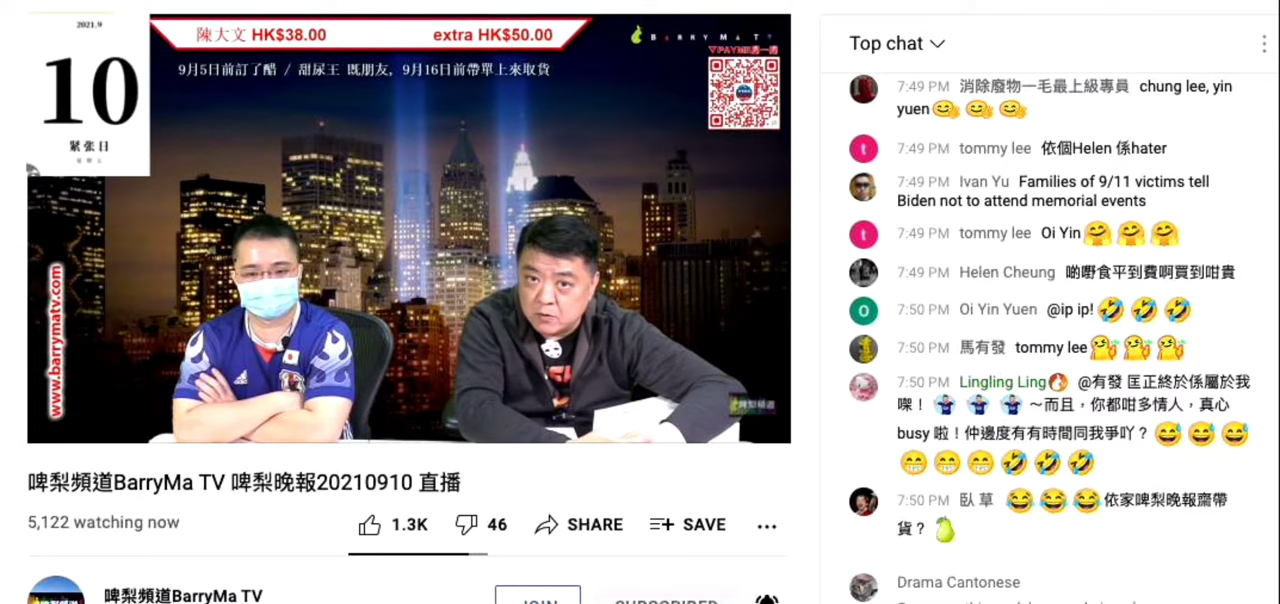 2021.9
10
緊张日
星期五
陳大文 HK$38.00 extra HK$50.00
BARRYMATV
PAYME
9月5日前訂了醋 / 甜尿王 既朋友，9月16日前帶單上來取貨
www.barrymatv.com
啤梨頻道
啤梨頻道BarryMa TV 啤梨晚報20210910 直播
5,122 watching now
1.3K 46 SHARE SAVE
啤梨頻道BarryMa TV
JOIN SUBSCRIBED
Top chat
7:49 PM 消除廢物一毛最上級專員 chung lee, yin
yuen
t 7:49 PM tommy lee 依個Helen 係hater
7:49 PM Ivan Yu Families of 9/11 victims tell
Biden not to attend memorial events
t 7:49 PM tommy lee Oi Yin
7:49 PM Helen Cheung 啲嘢食平到費啊買到咁貴
O 7:50 PM Oi Yin Yuen @ip ip!
7:50 PM 馬有發 tommy lee
7:50 PM Lingling Ling @有發 匡正終於係屬於我
㗎！ ～而且，你都咁多情人，真心
busy 啦！仲邊度有有時間同我爭吖？
7:50 PM 臥草 依家啤梨晚報齋帶
貨？
Drama Cantonese